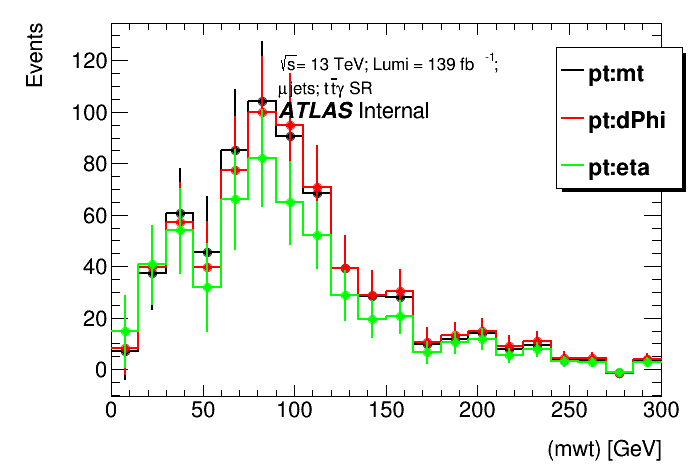 Events
120
100
80
60
40
20
0
√s= 13 TeV; Lumi = 139 fb⁻¹;
μjets; tt̄γ SR
ATLAS Internal
pt:mt
pt:dPhi
pt:eta
0 50 100 150 200 250 300
(mwt) [GeV]